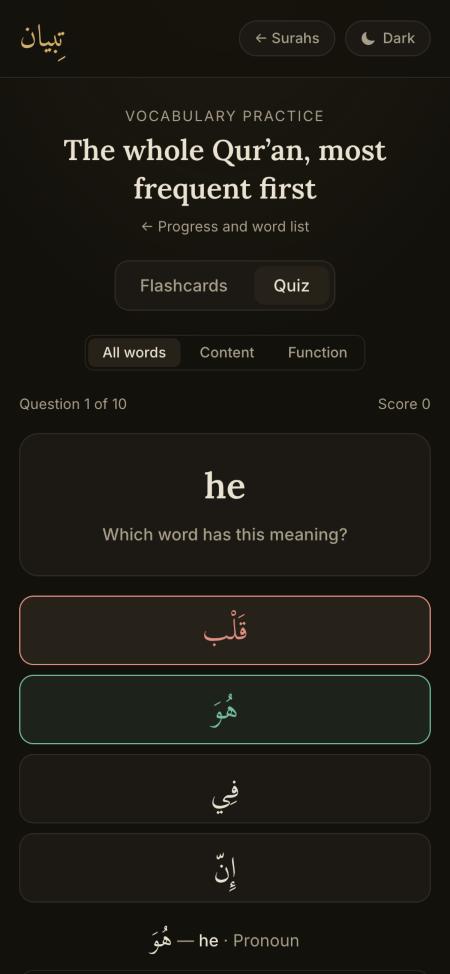 تِبيان
← Surahs
Dark
VOCABULARY PRACTICE
The whole Qur’an, most
frequent first
← Progress and word list
Flashcards
Quiz
All words
Content
Function
Question 1 of 10
Score 0
he
Which word has this meaning?
قَلْب
هُوَ
فِي
إِنّ
هُوَ — he · Pronoun